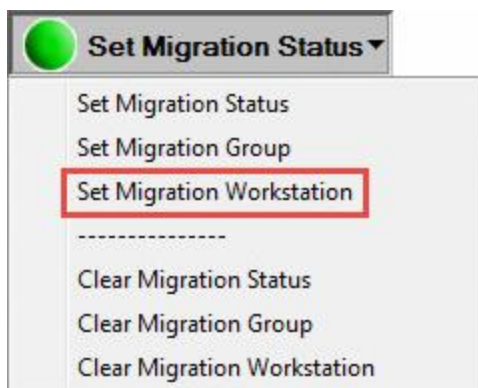 Set Migration Status
Set Migration Status
Set Migration Group
Set Migration Workstation
---------------
Clear Migration Status
Clear Migration Group
Clear Migration Workstation